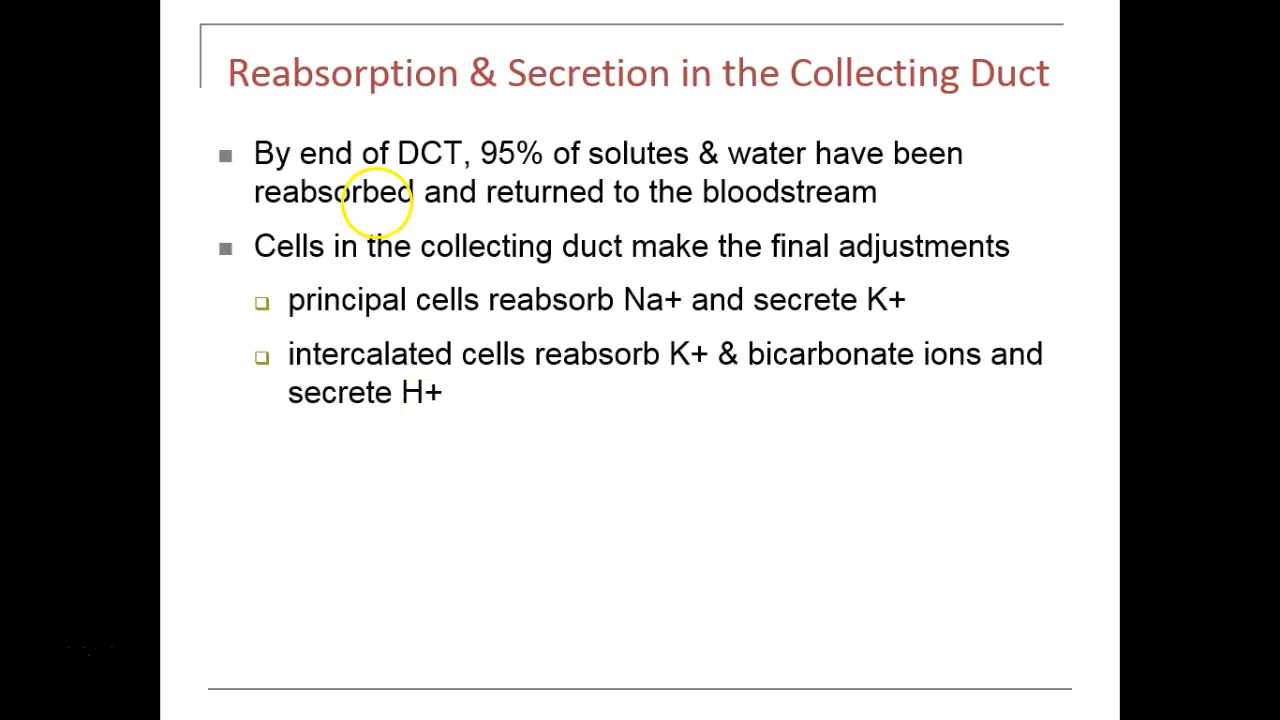 Reabsorption & Secretion in the Collecting Duct
By end of DCT, 95% of solutes & water have been
reabsorbed and returned to the bloodstream
Cells in the collecting duct make the final adjustments
principal cells reabsorb Na+ and secrete K+
intercalated cells reabsorb K+ & bicarbonate ions and
secrete H+